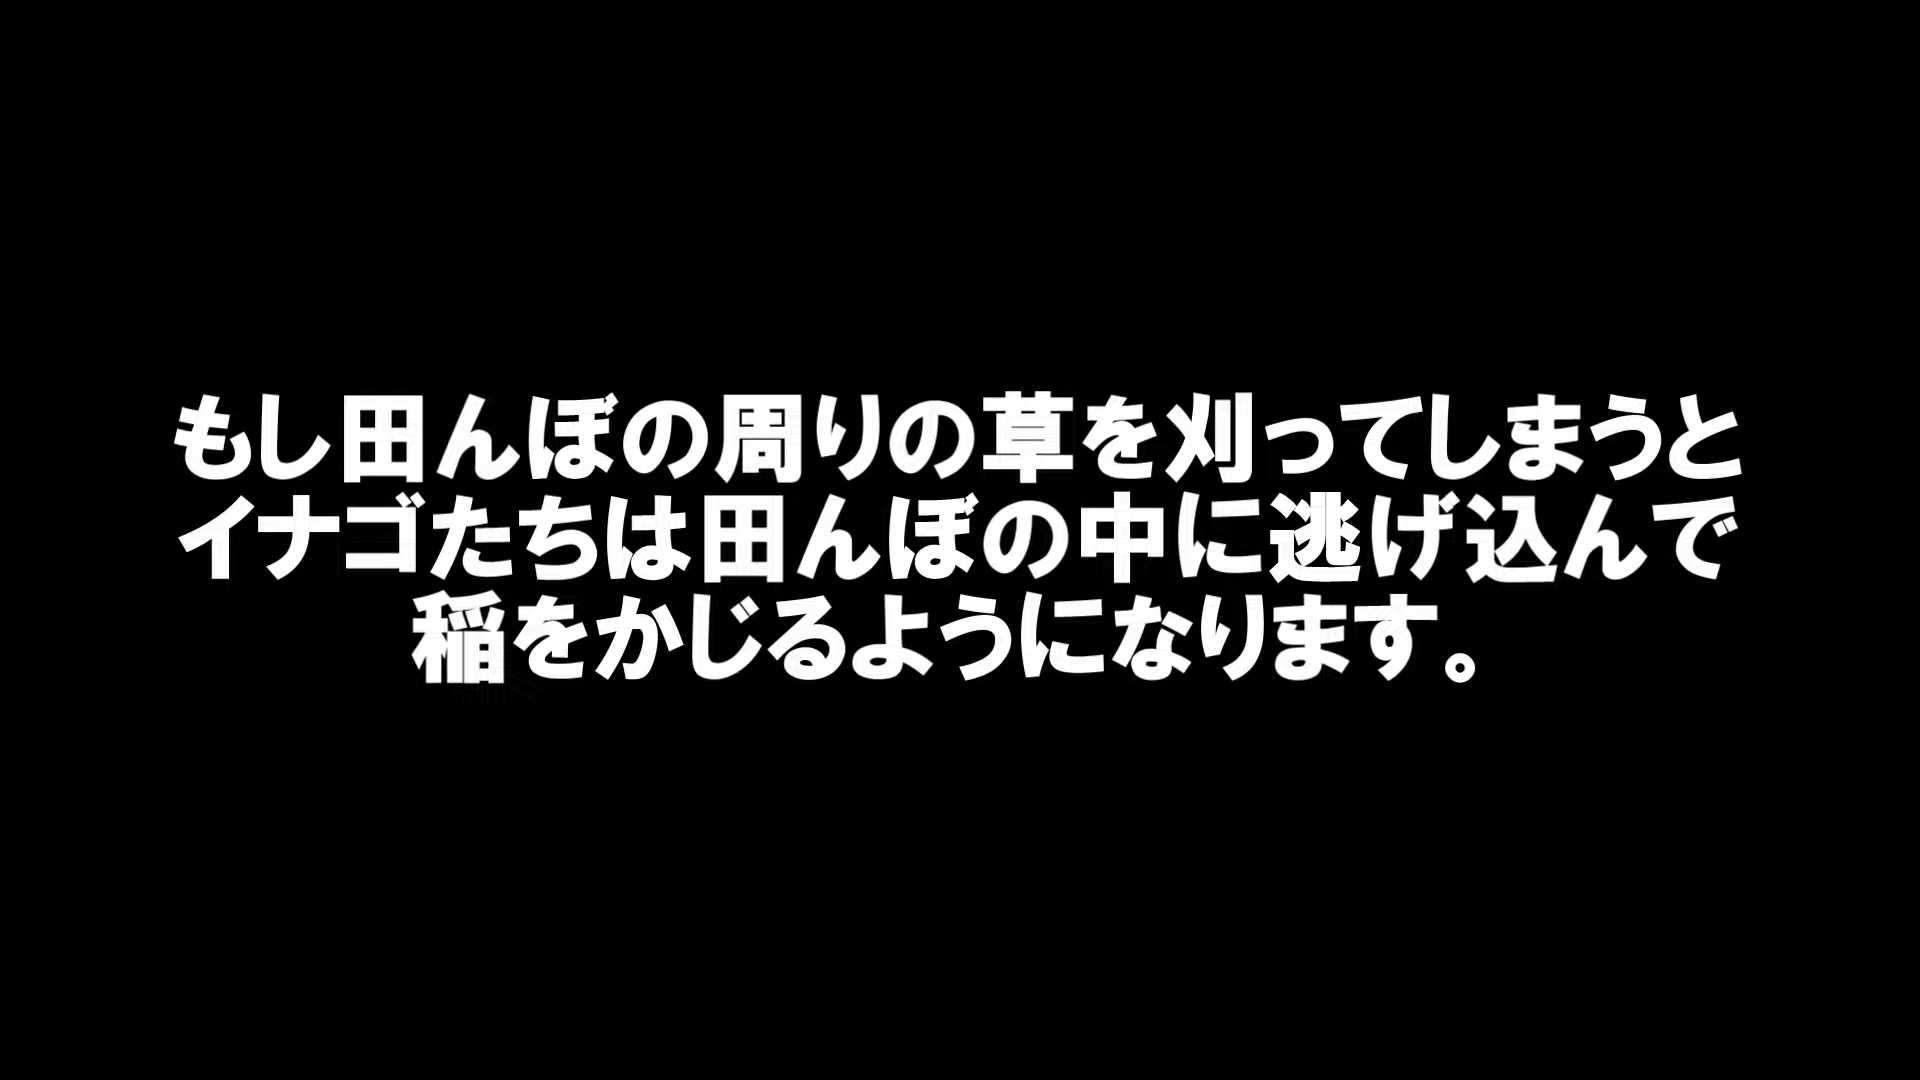 もし田んぼの周りの草を刈ってしまうと
イナゴたちは田んぼの中に逃げ込んで
稲をかじるようになります。